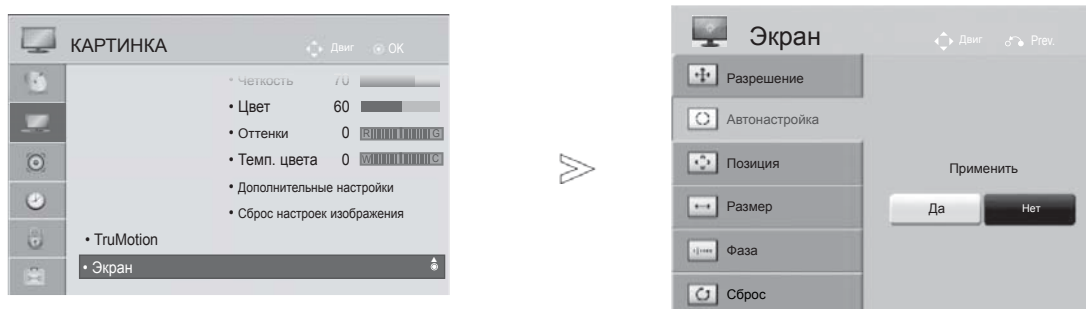 КАРТИНКА Двиг OK
• Четкость 70
• Цвет 60
• Оттенки 0 R G
• Темп. цвета 0 W C
• Дополнительные настройки
• Сброс настроек изображения
• TruMotion
• Экран
Экран Двиг Prev.
Разрешение
Автонастройка
Позиция
Размер
Фаза
Сброс
Применить
Да Нет